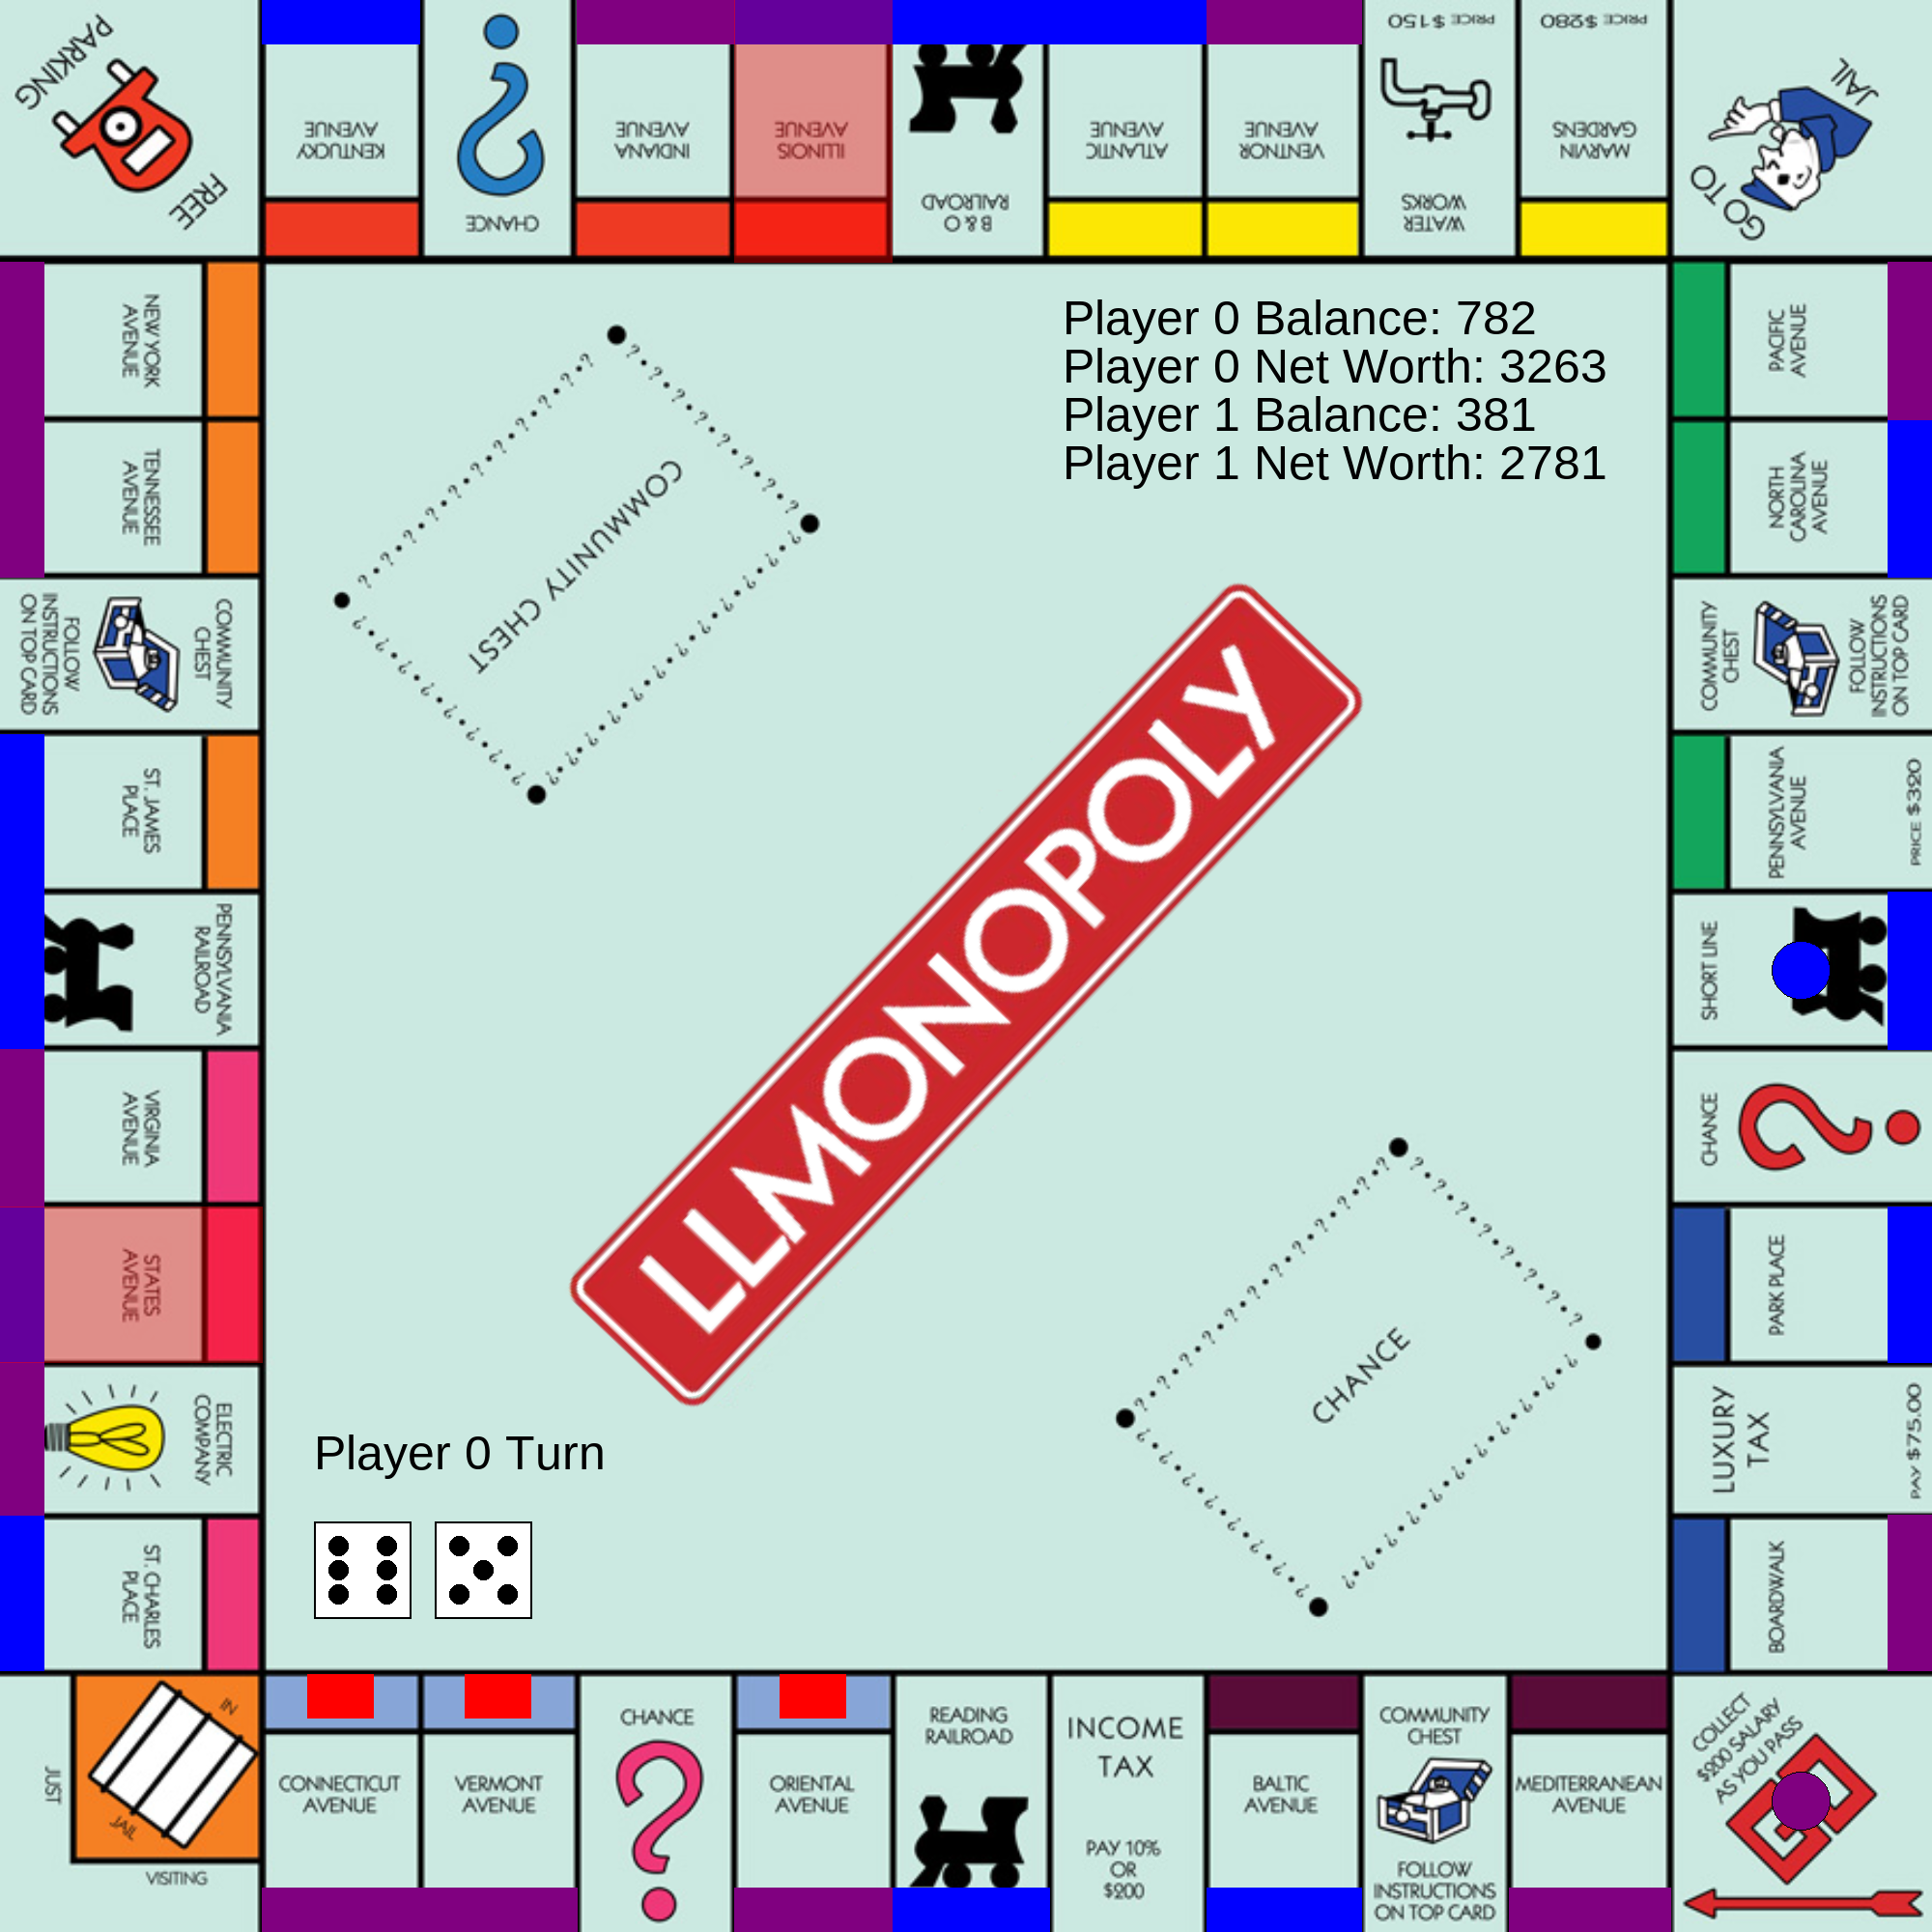 PARKING
FREE
KENTUCKY
AVENUE
CHANCE
INDIANA
AVENUE
ILLINOIS
AVENUE
B & O
RAILROAD
ATLANTIC
AVENUE
VENTNOR
AVENUE
PRICE $150
WATER
WORKS
PRICE $280
MARVIN
GARDENS
GO TO
JAIL
NEW YORK
AVENUE
TENNESSEE
AVENUE
COMMUNITY
CHEST
FOLLOW
INSTRUCTIONS
ON TOP CARD
ST. JAMES
PLACE
PENNSYLVANIA
RAILROAD
VIRGINIA
AVENUE
STATES
AVENUE
ELECTRIC
COMPANY
ST. CHARLES
PLACE
Player 0 Balance: 782
Player 0 Net Worth: 3263
Player 1 Balance: 381
Player 1 Net Worth: 2781
COMMUNITY CHEST
LLMONOPOLY
CHANCE
Player 0 Turn
PACIFIC
AVENUE
NORTH
CAROLINA
AVENUE
COMMUNITY
CHEST
FOLLOW
INSTRUCTIONS
ON TOP CARD
PENNSYLVANIA
AVENUE
PRICE $320
SHORT LINE
CHANCE
PARK PLACE
LUXURY
TAX
PAY $75.00
BOARDWALK
JUST
VISITING
IN
JAIL
CONNECTICUT
AVENUE
VERMONT
AVENUE
CHANCE
ORIENTAL
AVENUE
READING
RAILROAD
INCOME
TAX
PAY 10%
OR
$200
BALTIC
AVENUE
COMMUNITY
CHEST
FOLLOW
INSTRUCTIONS
ON TOP CARD
MEDITERRANEAN
AVENUE
COLLECT
$200 SALARY
AS YOU PASS